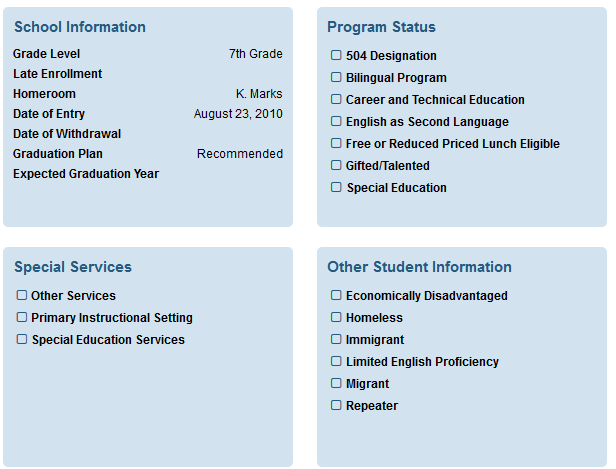 School Information
Grade Level 7th Grade
Late Enrollment
Homeroom K. Marks
Date of Entry August 23, 2010
Date of Withdrawal
Graduation Plan Recommended
Expected Graduation Year
Program Status
504 Designation
Bilingual Program
Career and Technical Education
English as Second Language
Free or Reduced Priced Lunch Eligible
Gifted/Talented
Special Education
Special Services
Other Services
Primary Instructional Setting
Special Education Services
Other Student Information
Economically Disadvantaged
Homeless
Immigrant
Limited English Proficiency
Migrant
Repeater